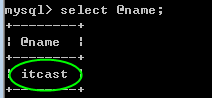 mysql> select @name;
+--------+
| @name |
+--------+
| itcast |
+--------+